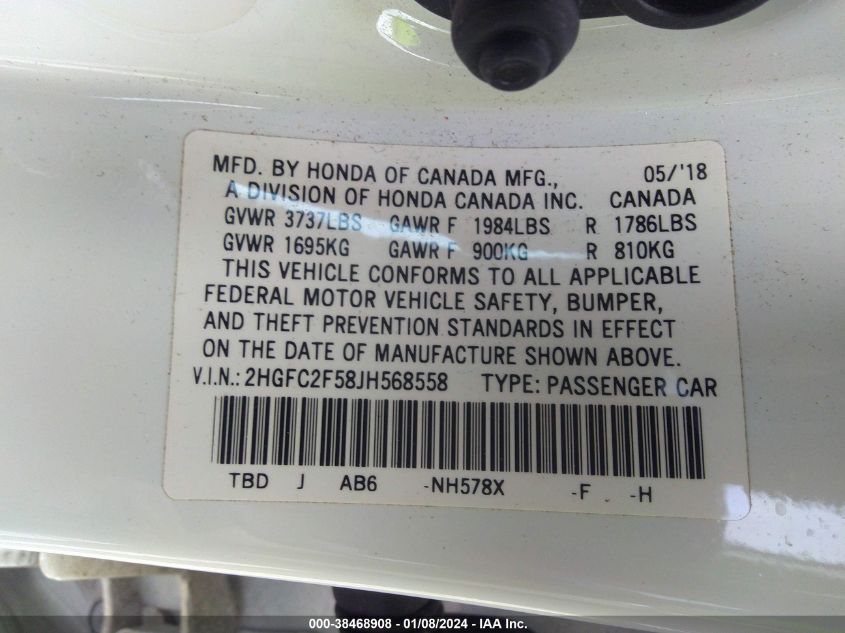 MFD. BY HONDA OF CANADA MFG., 05/'18
A DIVISION OF HONDA CANADA INC. CANADA
GVWR 3737LBS GAWR F 1984LBS R 1786LBS
GVWR 1695KG GAWR F 900KG R 810KG
THIS VEHICLE CONFORMS TO ALL APPLICABLE
FEDERAL MOTOR VEHICLE SAFETY, BUMPER,
AND THEFT PREVENTION STANDARDS IN EFFECT
ON THE DATE OF MANUFACTURE SHOWN ABOVE.
V.I.N.: 2HGFC2F58JH568558 TYPE: PASSENGER CAR
TBD J AB6 -NH578X -F -H
000-38468908 - 01/08/2024 - IAA Inc.